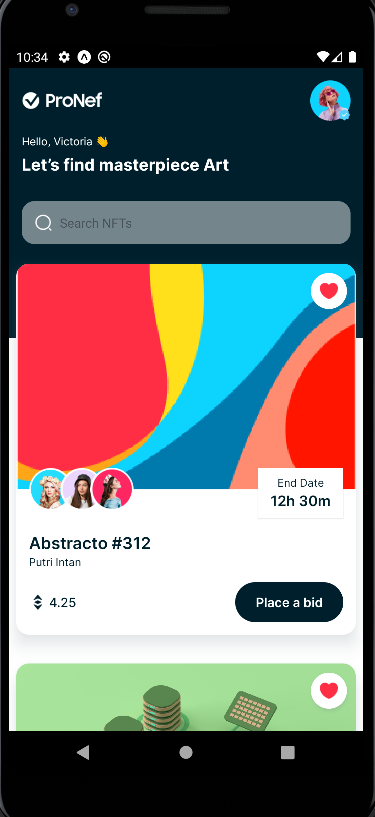 10:34
ProNef
Hello, Victoria 👋
Let's find masterpiece Art
Search NFTs
End Date
12h 30m
Abstracto #312
Putri Intan
4.25
Place a bid